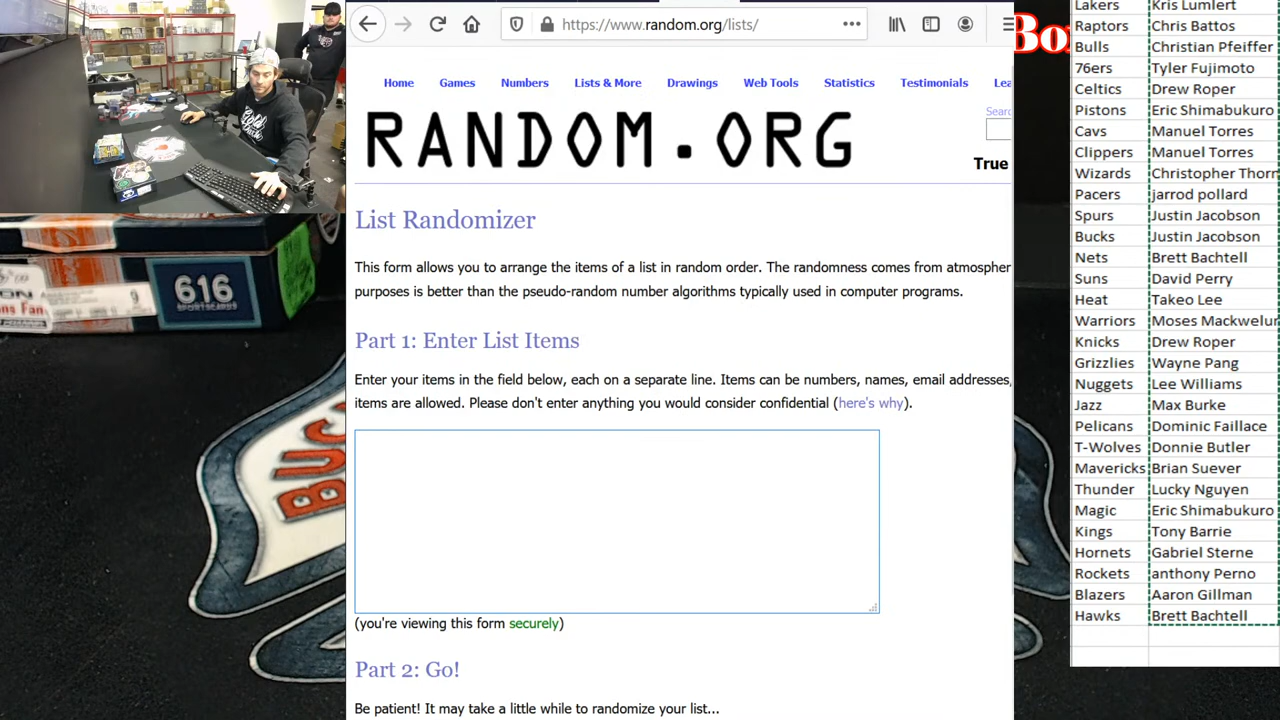 https://www.random.org/lists/
Home Games Numbers Lists & More Drawings Web Tools Statistics Testimonials
RANDOM.ORG
True
List Randomizer
This form allows you to arrange the items of a list in random order. The randomness comes from
purposes is better than the pseudo-random number algorithms typically used in computer programs.
Part 1: Enter List Items
Enter your items in the field below, each on a separate line. Items can be numbers, names, email addresses,
items are allowed. Please don't enter anything you would consider confidential (here's why).
(you're viewing this form securely)
Part 2: Go!
Be patient! It may take a little while to randomize your list...
Lakers Kris Lumlert
Raptors Chris Battos
Bulls Christian Pfeiffer
76ers Tyler Fujimoto
Celtics Drew Roper
Pistons Eric Shimabukuro
Cavs Manuel Torres
Clippers Manuel Torres
Wizards Christopher
Pacers jarrod pollard
Spurs Justin Jacobson
Bucks Justin Jacobson
Nets Brett Bachtell
Suns David Perry
Heat Takeo Lee
Warriors Moses
Knicks Drew Roper
Grizzlies Wayne Pang
Nuggets Lee Williams
Jazz Max Burke
Pelicans Dominic Faillace
T-Wolves Donnie Butler
Mavericks Brian Suever
Thunder Lucky Nguyen
Magic Eric Shimabukuro
Kings Tony Barrie
Hornets Gabriel Sterne
Rockets anthony Perno
Blazers Aaron Gillman
Hawks Brett Bachtell
616
SPORTSCARDS
9